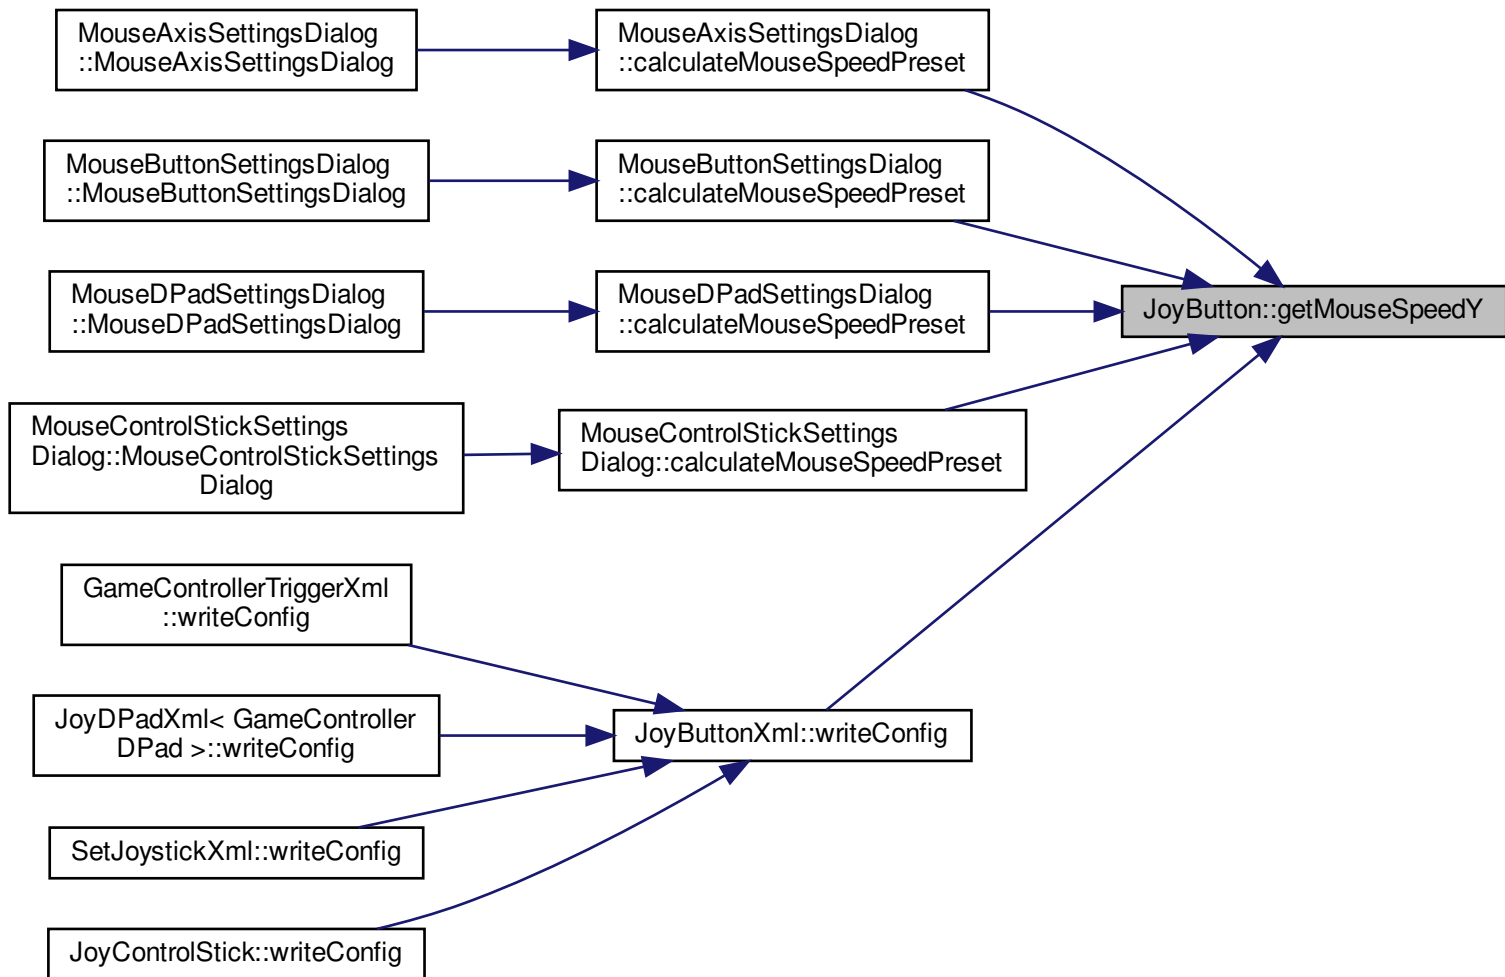 MouseAxisSettingsDialog
::MouseAxisSettingsDialog
MouseAxisSettingsDialog
::calculateMouseSpeedPreset
MouseButtonSettingsDialog
::MouseButtonSettingsDialog
MouseButtonSettingsDialog
::calculateMouseSpeedPreset
MouseDPadSettingsDialog
::MouseDPadSettingsDialog
MouseDPadSettingsDialog
::calculateMouseSpeedPreset
JoyButton::getMouseSpeedY
MouseControlStickSettings
Dialog::MouseControlStickSettings
Dialog
MouseControlStickSettings
Dialog::calculateMouseSpeedPreset
GameControllerTriggerXml
::writeConfig
JoyDPadXml< GameController
DPad >::writeConfig
JoyButtonXml::writeConfig
SetJoystickXml::writeConfig
JoyControlStick::writeConfig